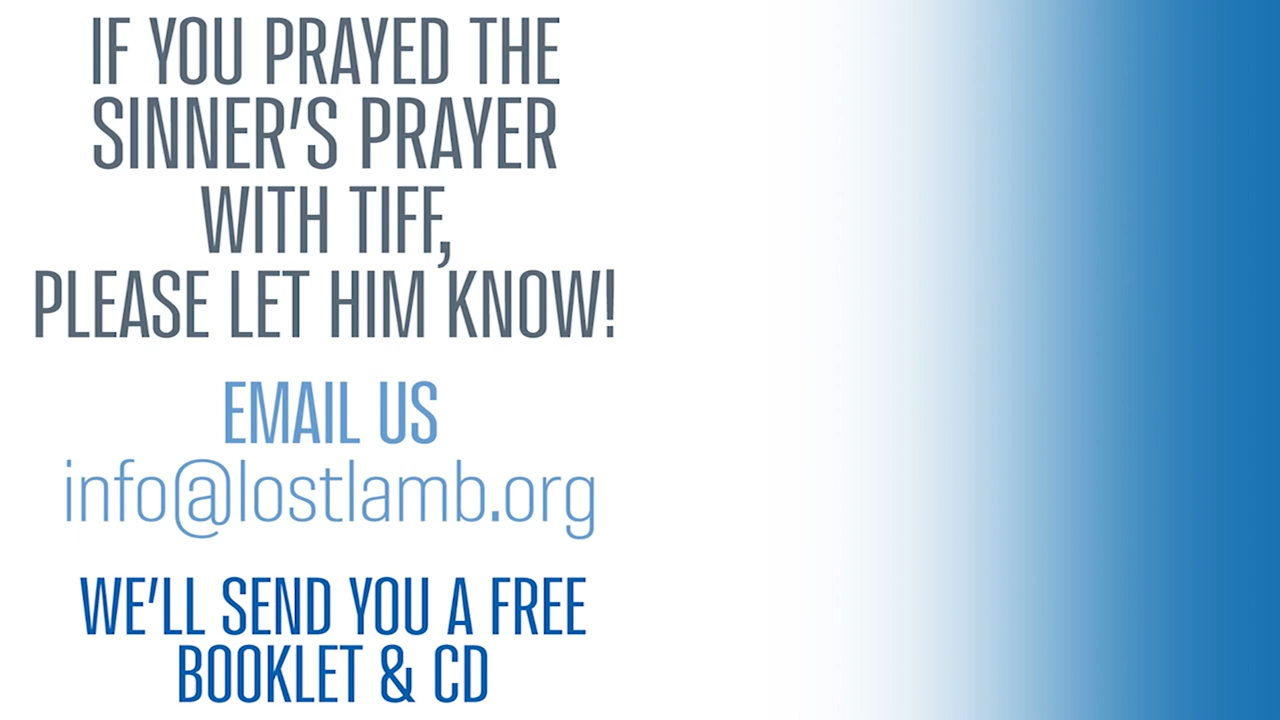 IF YOU PRAYED THE
SINNER'S PRAYER
WITH TIFF,
PLEASE LET HIM KNOW!
EMAIL US
info@lostlamb.org
WE'LL SEND YOU A FREE
BOOKLET & CD